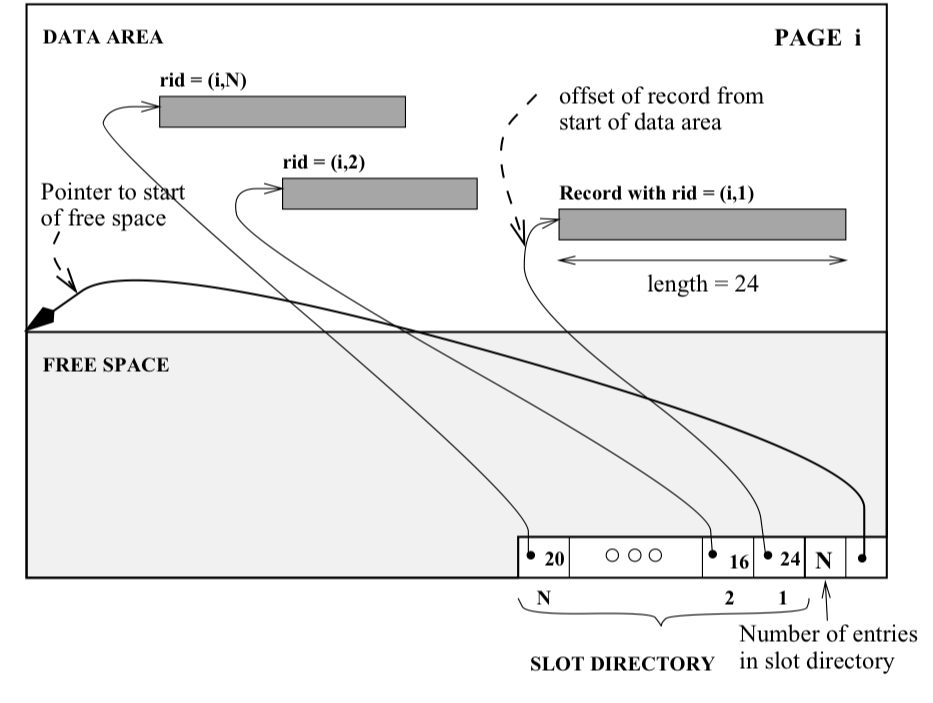 DATA AREA
PAGE i
rid = (i,N)
offset of record from
start of data area
rid = (i,2)
Pointer to start
of free space
Record with rid = (i,1)
length = 24
FREE SPACE
20
16
24
N
N
2
1
Number of entries
in slot directory
SLOT DIRECTORY